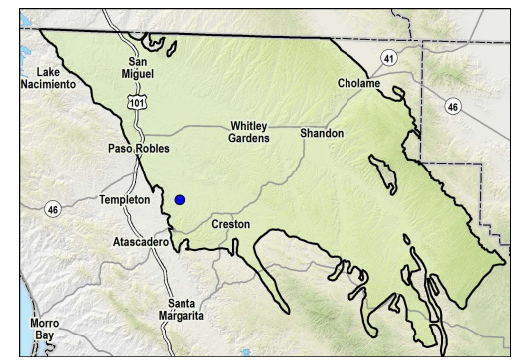 San
Miguel
41
Lake
Nacimiento
Cholame
101
46
Whitley
Gardens
Shandon
Paso Robles
Templeton
46
Creston
Atascadero
Santa
Margarita
Morro
Bay